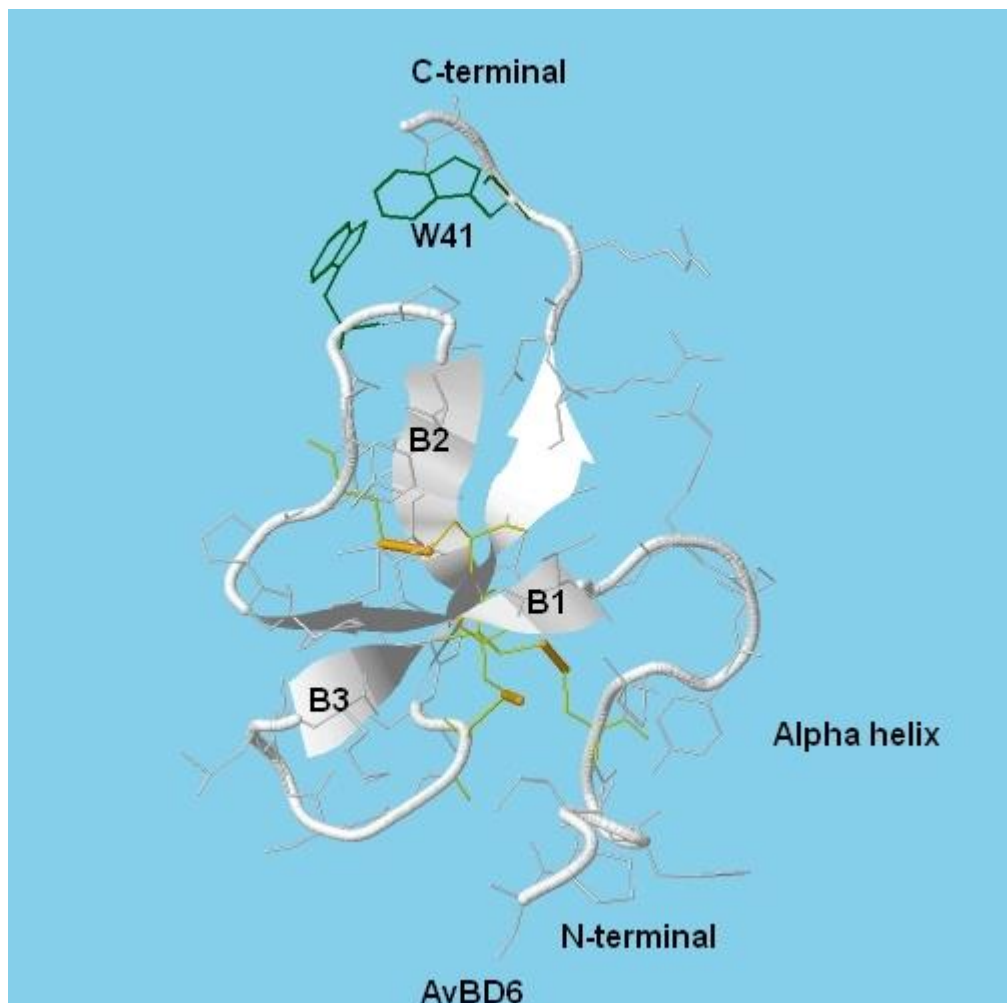 C-terminal
W41
B2
B1
B3
Alpha helix
N-terminal
AvBD6